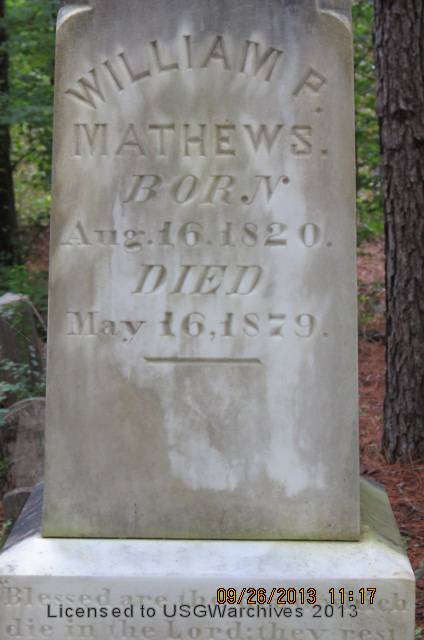 WILLIAM P.
MATHEWS.
BORN
Aug. 16. 1820.
DIED
May 16, 1879.
09/26/2013 11:17
Blessed are the
Licensed to USGWarchives 2013
die in the Lord